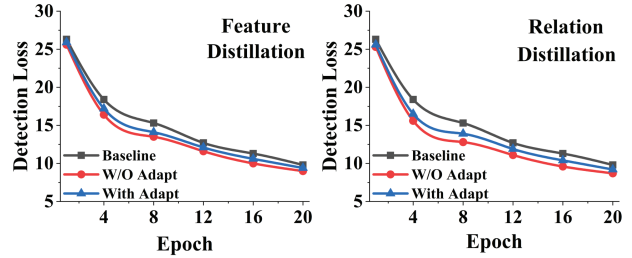 30
25
20
15
10
5
Detection Loss
Feature
Distillation
Baseline
W/O Adapt
With Adapt
4 8 12 16 20
Epoch
30
25
20
15
10
5
Detection Loss
Relation
Distillation
Baseline
W/O Adapt
With Adapt
4 8 12 16 20
Epoch